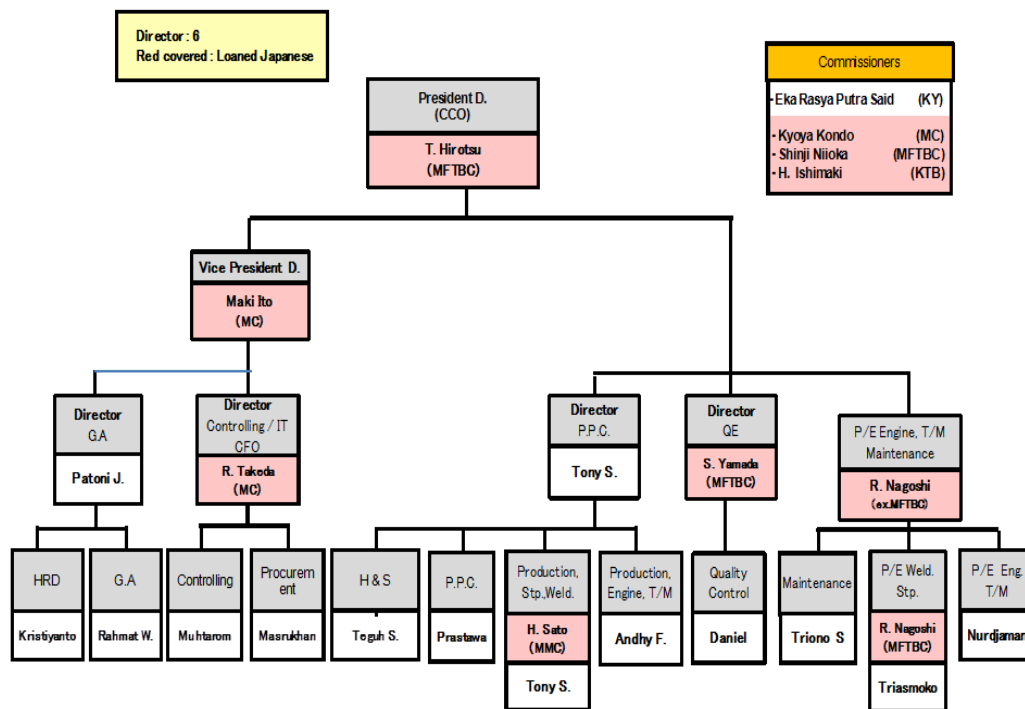 Director : 6
Red covered : Loaned Japanese
Commissioners
- Eka Rasya Putra Said (KY)
- Kyoya Kondo (MC)
- Shinji Niioka (MFTBC)
- H. Ishimaki (KTB)
President D.
(CCO)
T. Hirotsu
(MFTBC)
Vice President D.
Maki Ito
(MC)
Director
G.A
Patoni J.
Director
Controlling / IT
CFO
R. Takeda
(MC)
Director
P.P.C.
Tony S.
Director
QE
S. Yamada
(MFTBC)
P/E Engine, T/M
Maintenance
R. Nagoshi
(ex.MFTBC)
HRD
Kristiyanto
G.A
Rahmat W.
Controlling
Muhtarom
Procurem
ent
Masrukhan
H & S
Teguh S.
P.P.C.
Prastawa
Production,
Stp.,Weld.
H. Sato
(MMC)
Tony S.
Production,
Engine, T/M
Andhy F.
Quality
Control
Daniel
Maintenance
Triono S
P/E Weld.
Stp.
R. Nagoshi
(MFTBC)
Triasmoko
P/E Eng.
T/M
Nurdjaman